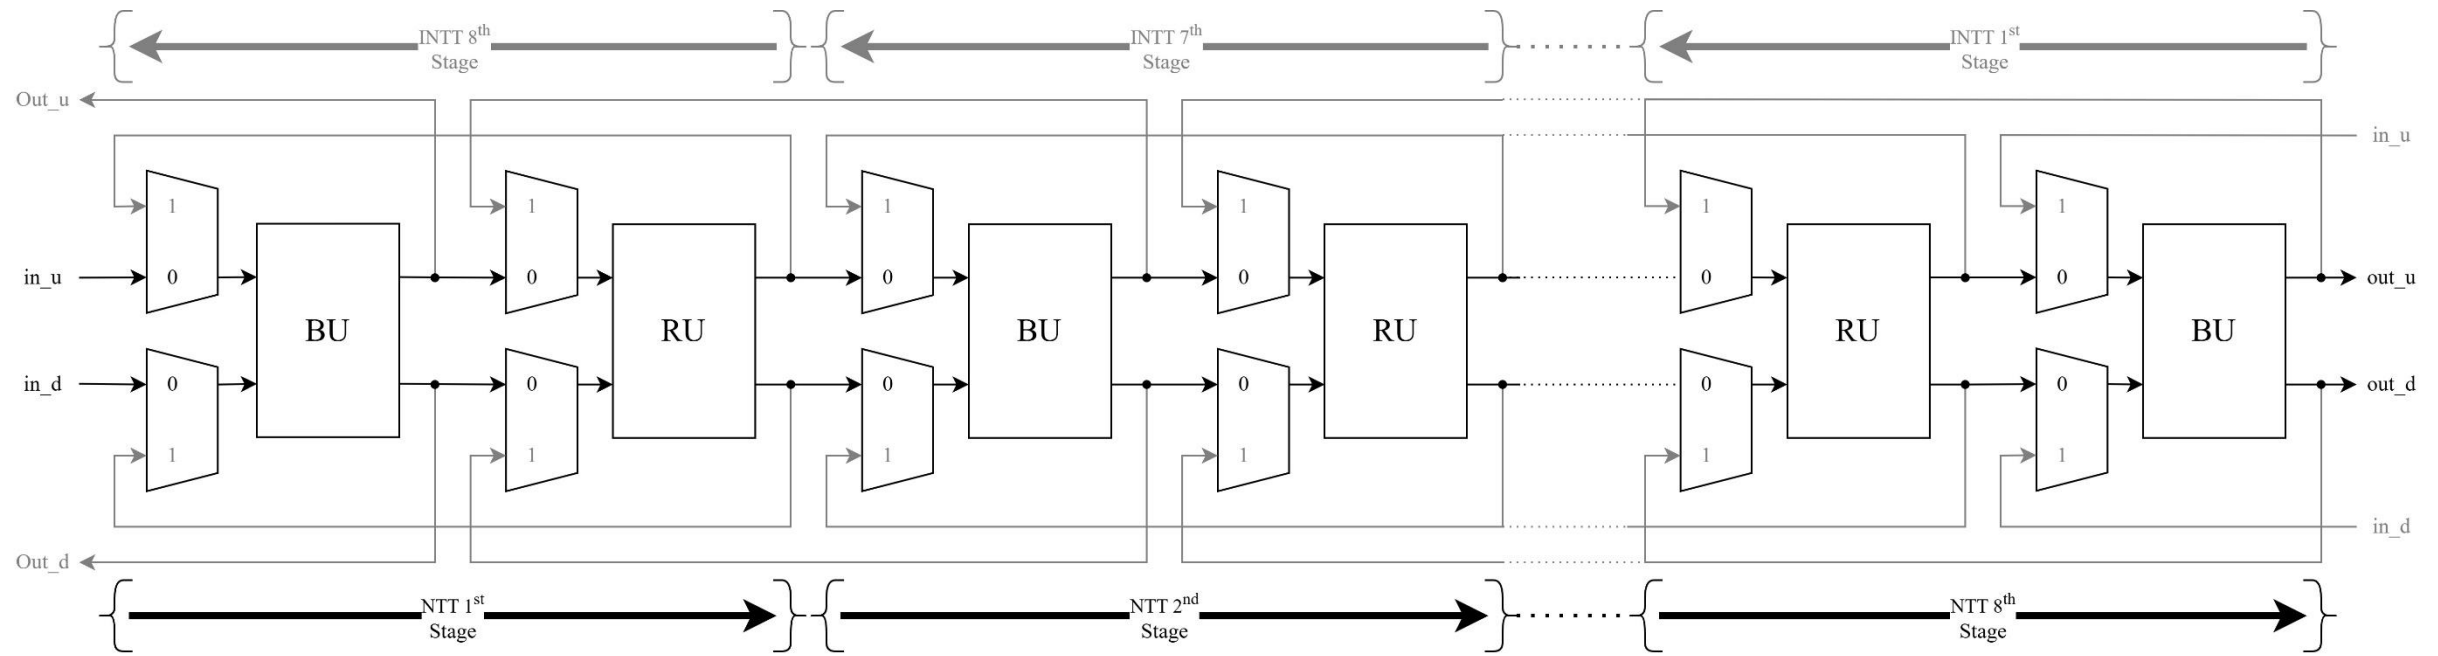 INTT 8th INTT 7th INTT 1st
Stage Stage Stage
Out_u
in_u
1 1 1 1 1 1
in_u 0 0 0 0 0 0 out_u
BU RU BU RU RU BU
in_d 0 0 0 0 0 0 out_d
1 1 1 1 1 1
in_d
Out_d
NTT 1st NTT 2nd NTT 8th
Stage Stage Stage